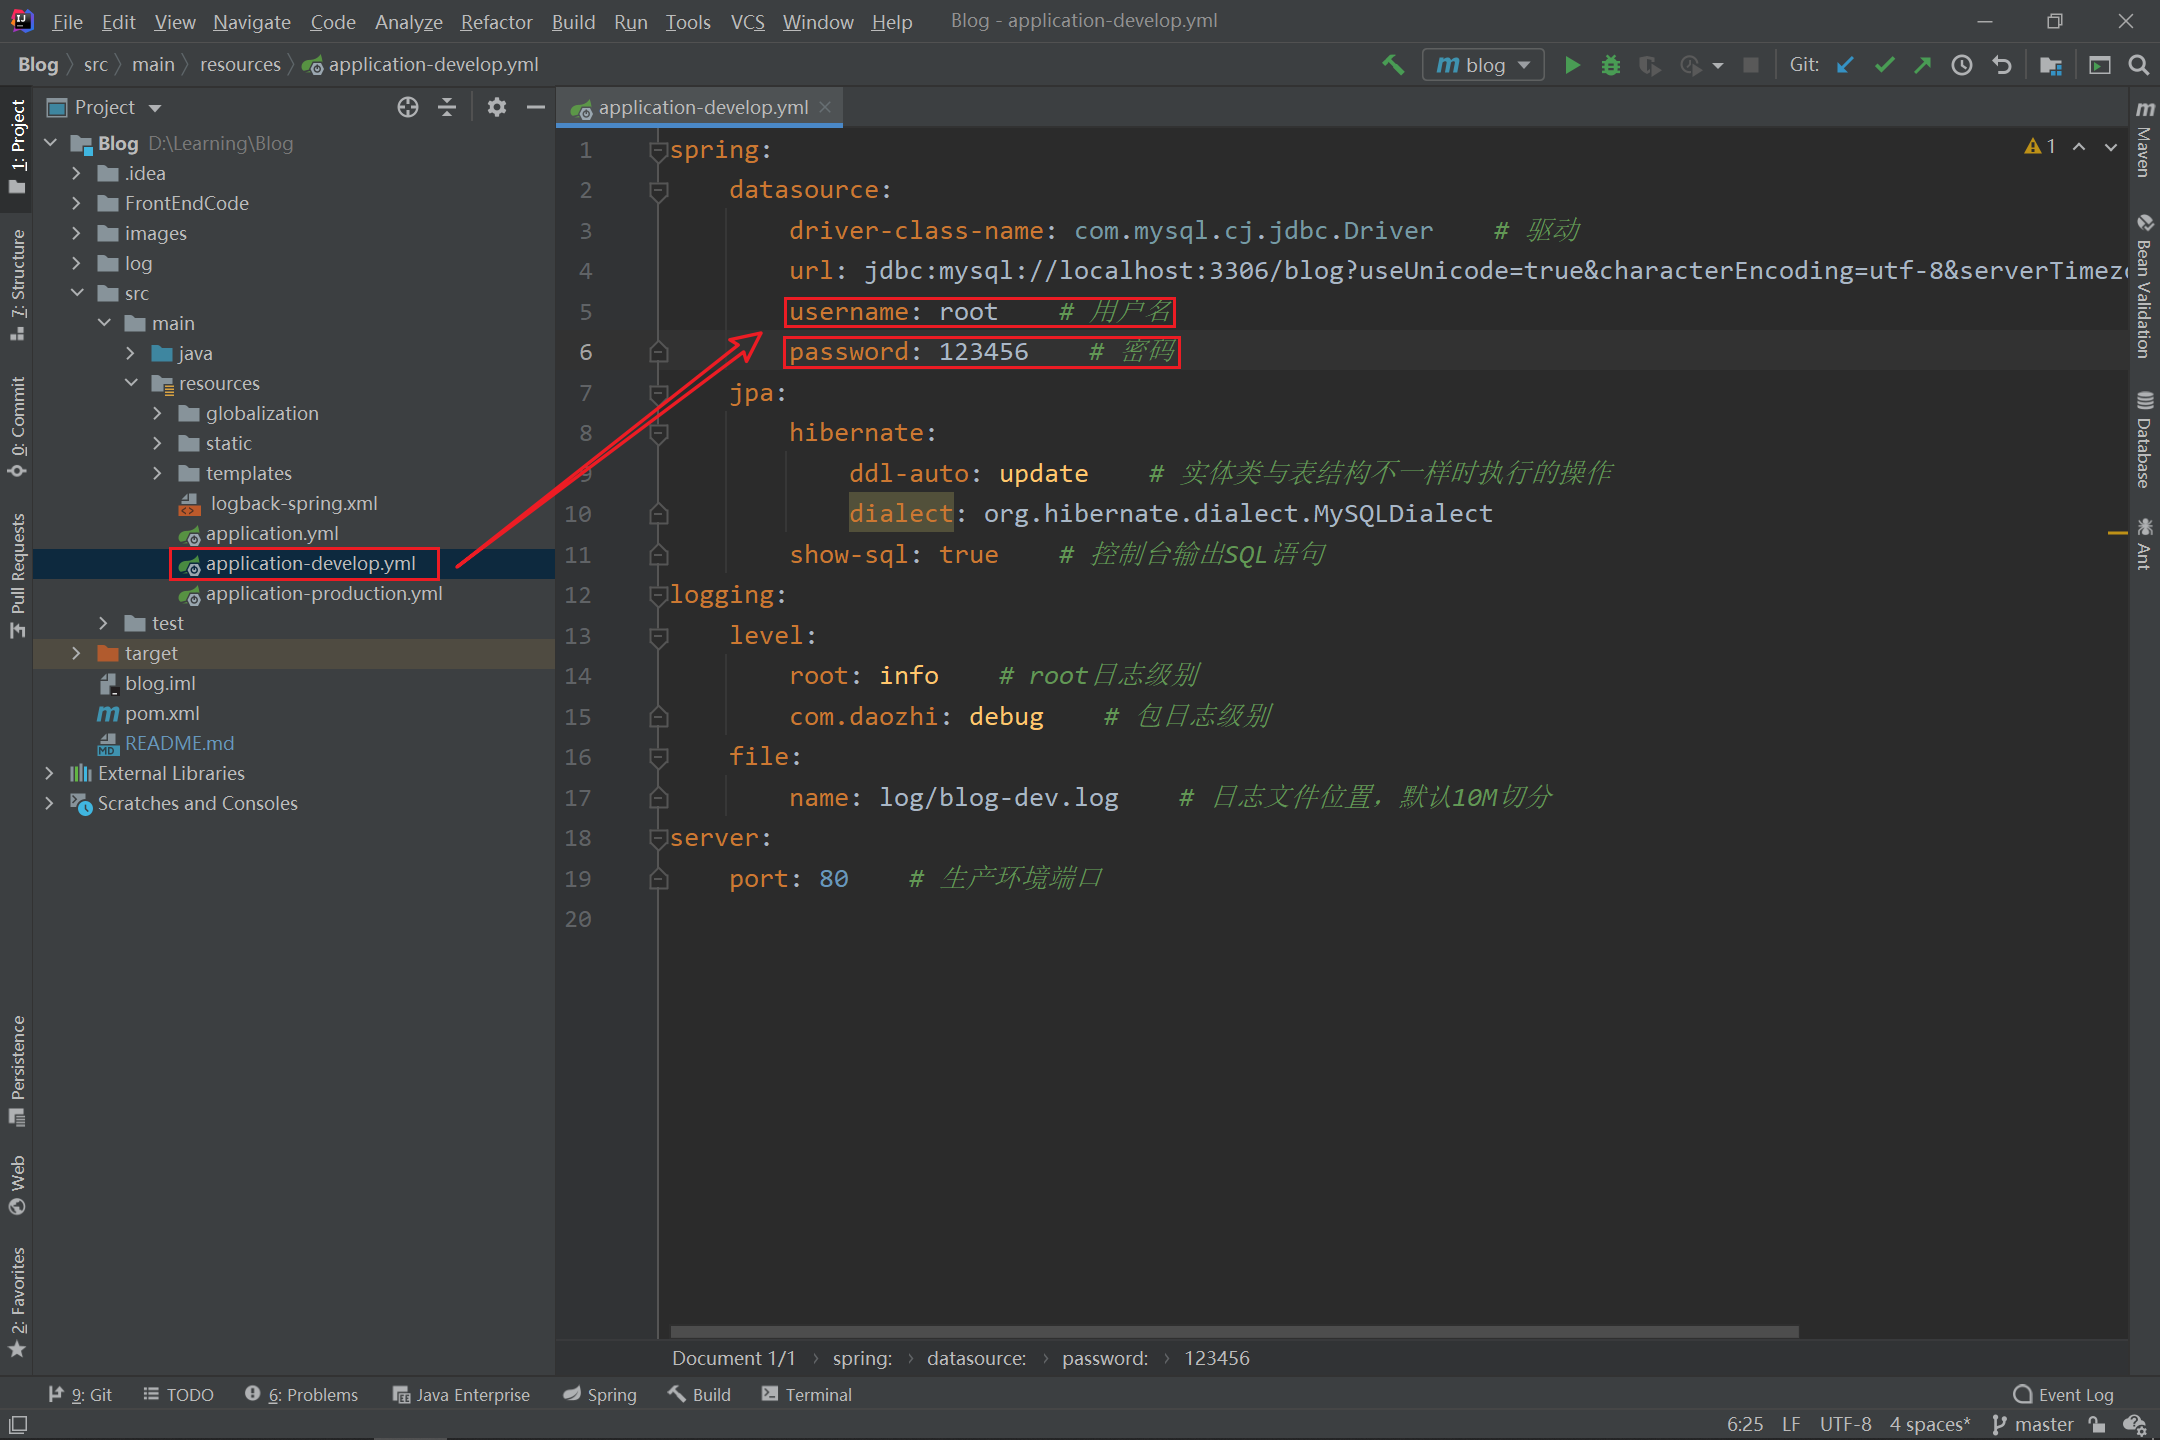 File Edit View Navigate Code Analyze Refactor Build Run Tools VCS Window Help Blog - application-develop.yml
Blog src main resources application-develop.yml
blog
Git:
Project
application-develop.yml
1: Project
7: Structure
0: Commit
Pull Requests
Persistence
Web
2: Favorites
Blog D:\Learning\Blog
.idea
FrontEndCode
images
log
src
main
java
resources
globalization
static
templates
logback-spring.xml
application.yml
application-develop.yml
application-production.yml
test
target
blog.iml
pom.xml
README.md
External Libraries
Scratches and Consoles
1 spring:
2 datasource:
3 driver-class-name: com.mysql.cj.jdbc.Driver # 驱动
4 url: jdbc:mysql://localhost:3306/blog?useUnicode=true&characterEncoding=utf-8&serverTimez
5 username: root # 用户名
6 password: 123456 # 密码
7 jpa:
8 hibernate:
9 ddl-auto: update # 实体类与表结构不一样时执行的操作
10 dialect: org.hibernate.dialect.MySQLDialect
11 show-sql: true # 控制台输出SQL语句
12 logging:
13 level:
14 root: info # root日志级别
15 com.daozhi: debug # 包日志级别
16 file:
17 name: log/blog-dev.log # 日志文件位置，默认10M切分
18 server:
19 port: 80 # 生产环境端口
20
1
Maven
Bean Validation
Database
Ant
Document 1/1 › spring: › datasource: › password: › 123456
9: Git TODO 6: Problems Java Enterprise Spring Build Terminal Event Log
6:25 LF UTF-8 4 spaces* master